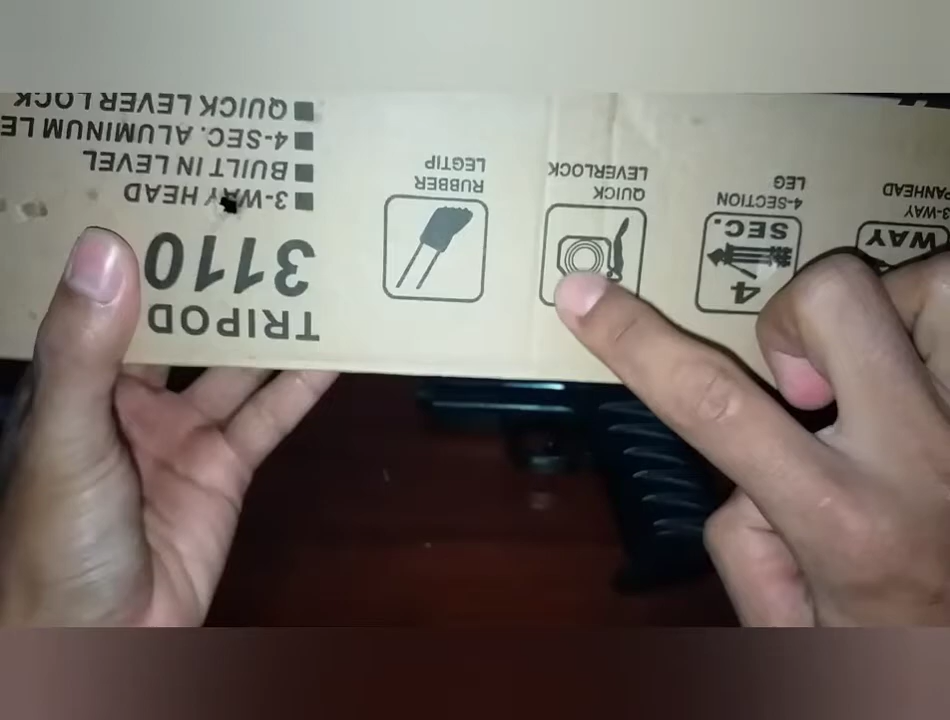 3-WAY
PANHEAD
4
SEC.
4-SECTION
LEG
QUICK
LEVERLOCK
RUBBER
LEGTIP
TRIPOD
3110
■ 3-WAY HEAD
■ BUILT IN LEVEL
■ 4-SEC. ALUMINUM LE
■ QUICK LEVER LOCK
WAY